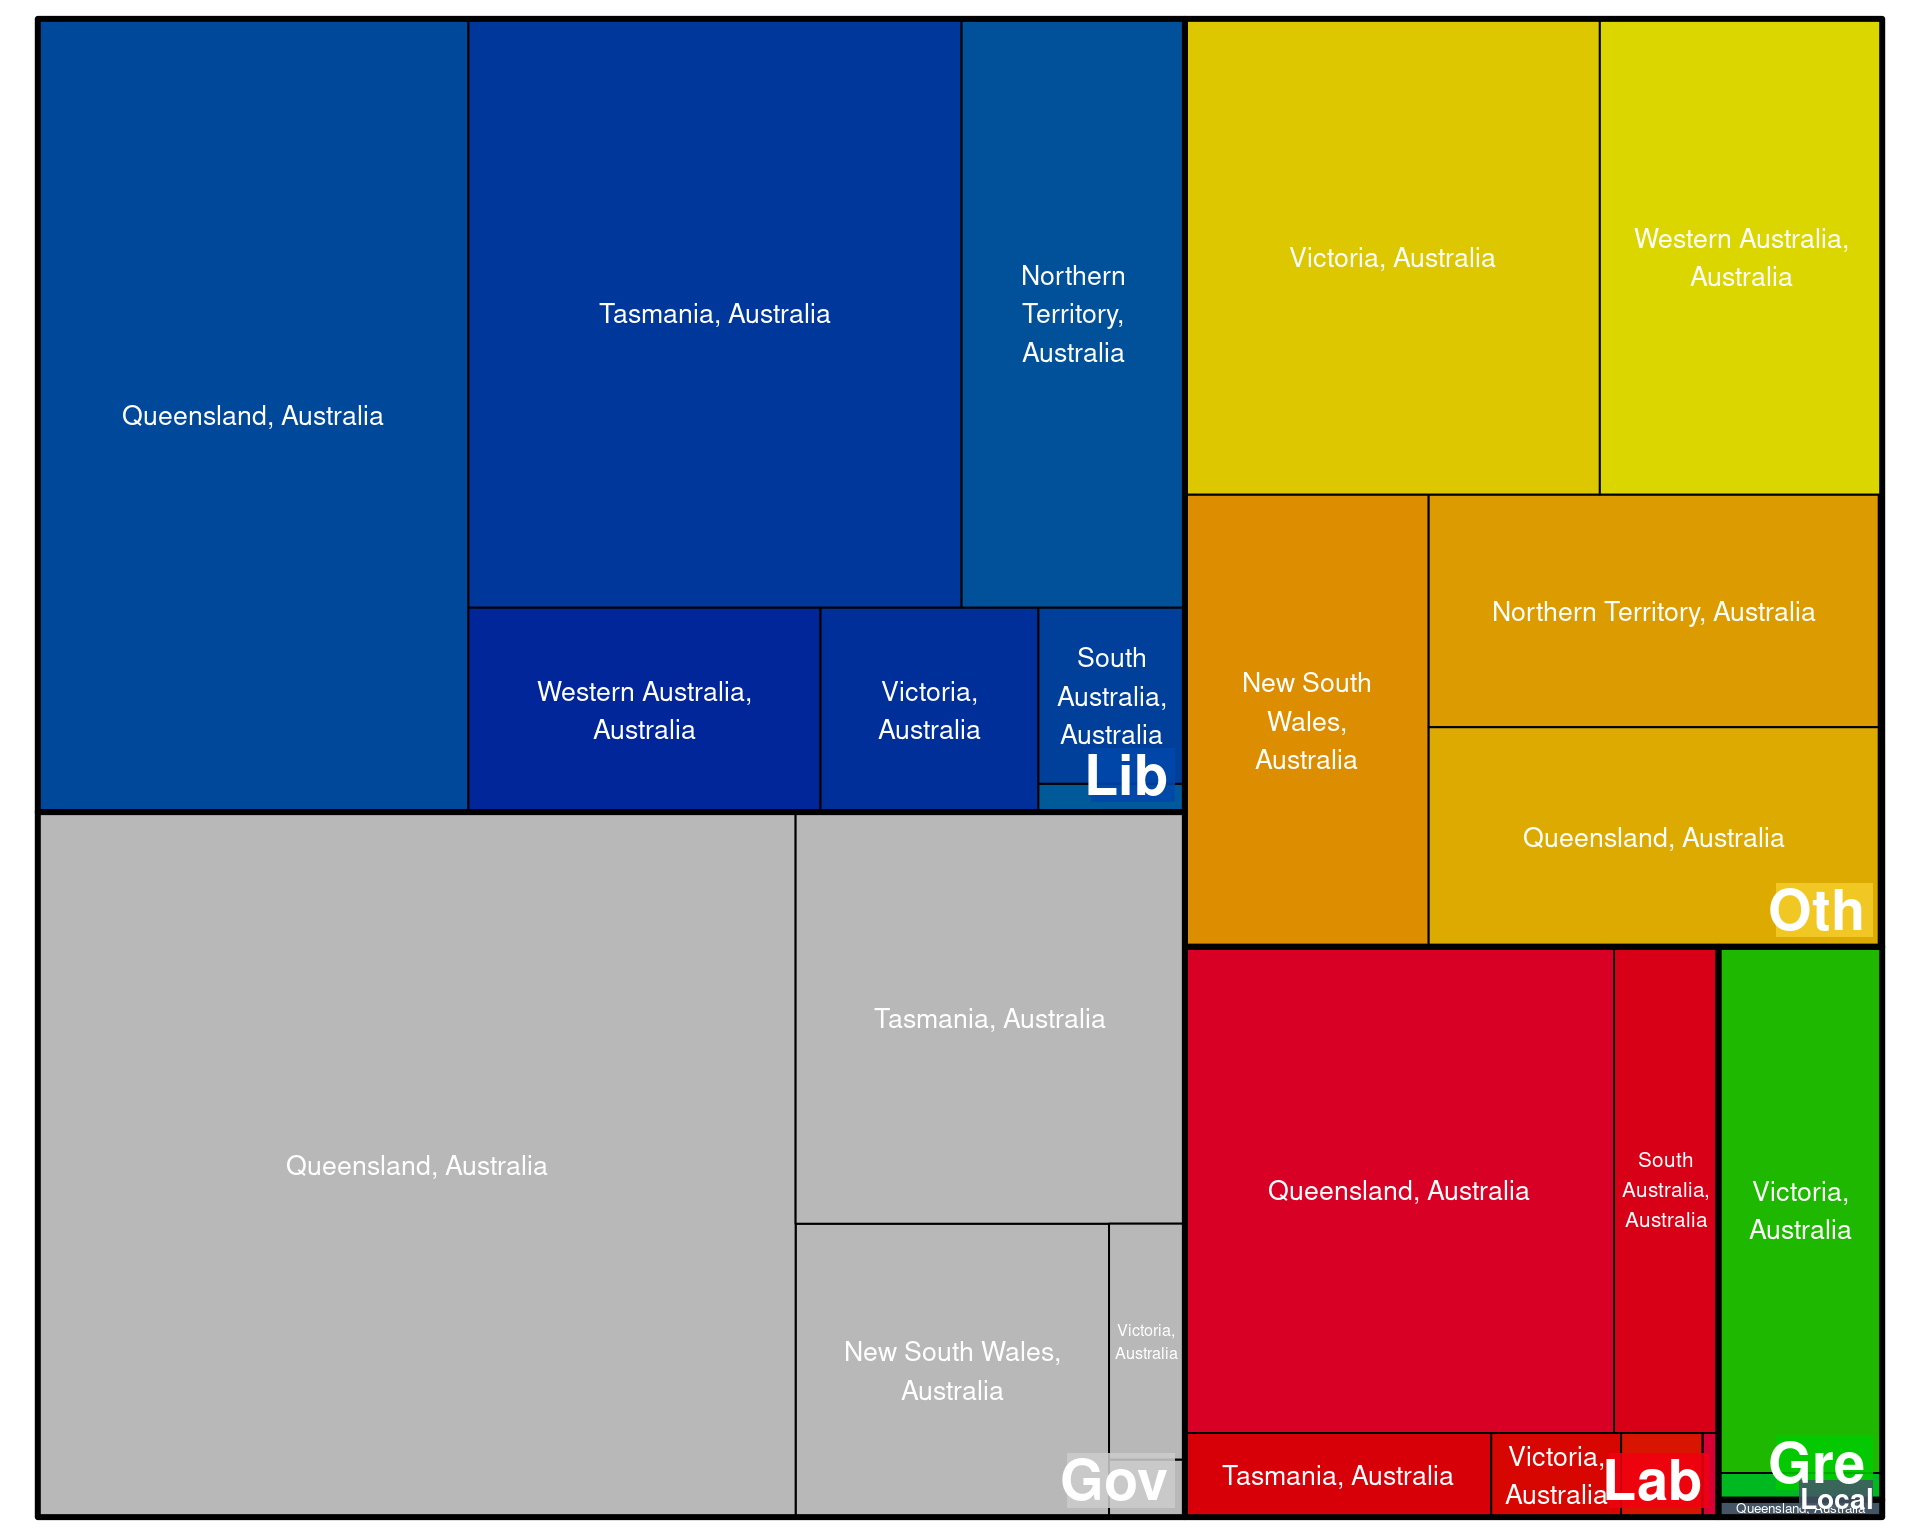 Queensland, Australia
Tasmania, Australia
Northern
Territory,
Australia
Western Australia,
Australia
Victoria,
Australia
South
Australia,
Australia
Lib
Victoria, Australia
Western Australia,
Australia
New South
Wales,
Australia
Northern Territory, Australia
Queensland, Australia
Oth
Queensland, Australia
Tasmania, Australia
New South Wales,
Australia
Victoria,
Australia
Gov
Queensland, Australia
South
Australia,
Australia
Tasmania, Australia
Victoria,
Australia
Lab
Victoria,
Australia
Gre
Local
Queensland, Australia